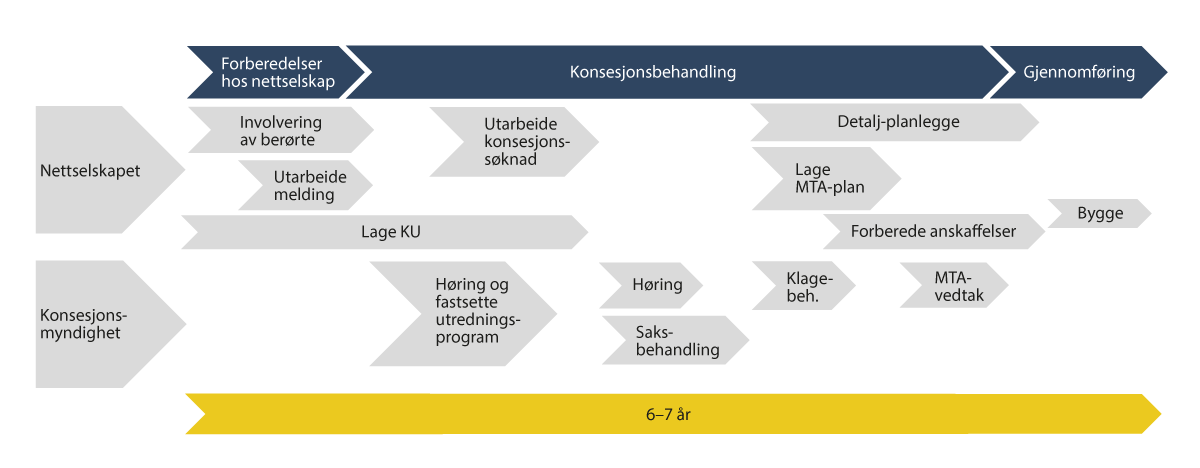 Forberedelser
hos nettselskap
Konsesjonsbehandling
Gjennomføring
Nettselskapet
Involvering
av berørte
Utarbeide
melding
Lage KU
Utarbeide
konsesjons-
søknad
Detalj-planlegge
Lage
MTA-plan
Forberede anskaffelser
Bygge
Konsesjons-
myndighet
Høring og
fastsette
utrednings-
program
Høring
Saks-
behandling
Klage-
beh.
MTA-
vedtak
6–7 år